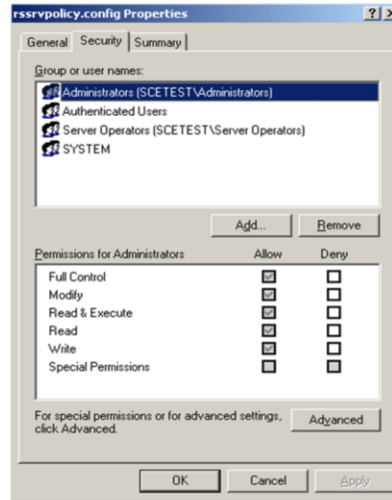 rssrvpolicy.config Properties
General Security Summary
Group or user names:
Administrators (SCETEST\Administrators)
Authenticated Users
Server Operators (SCETEST\Server Operators)
SYSTEM
Add... Remove
Permissions for Administrators Allow Deny
Full Control
Modify
Read & Execute
Read
Write
Special Permissions
For special permissions or for advanced settings,
click Advanced.
Advanced
OK Cancel Apply